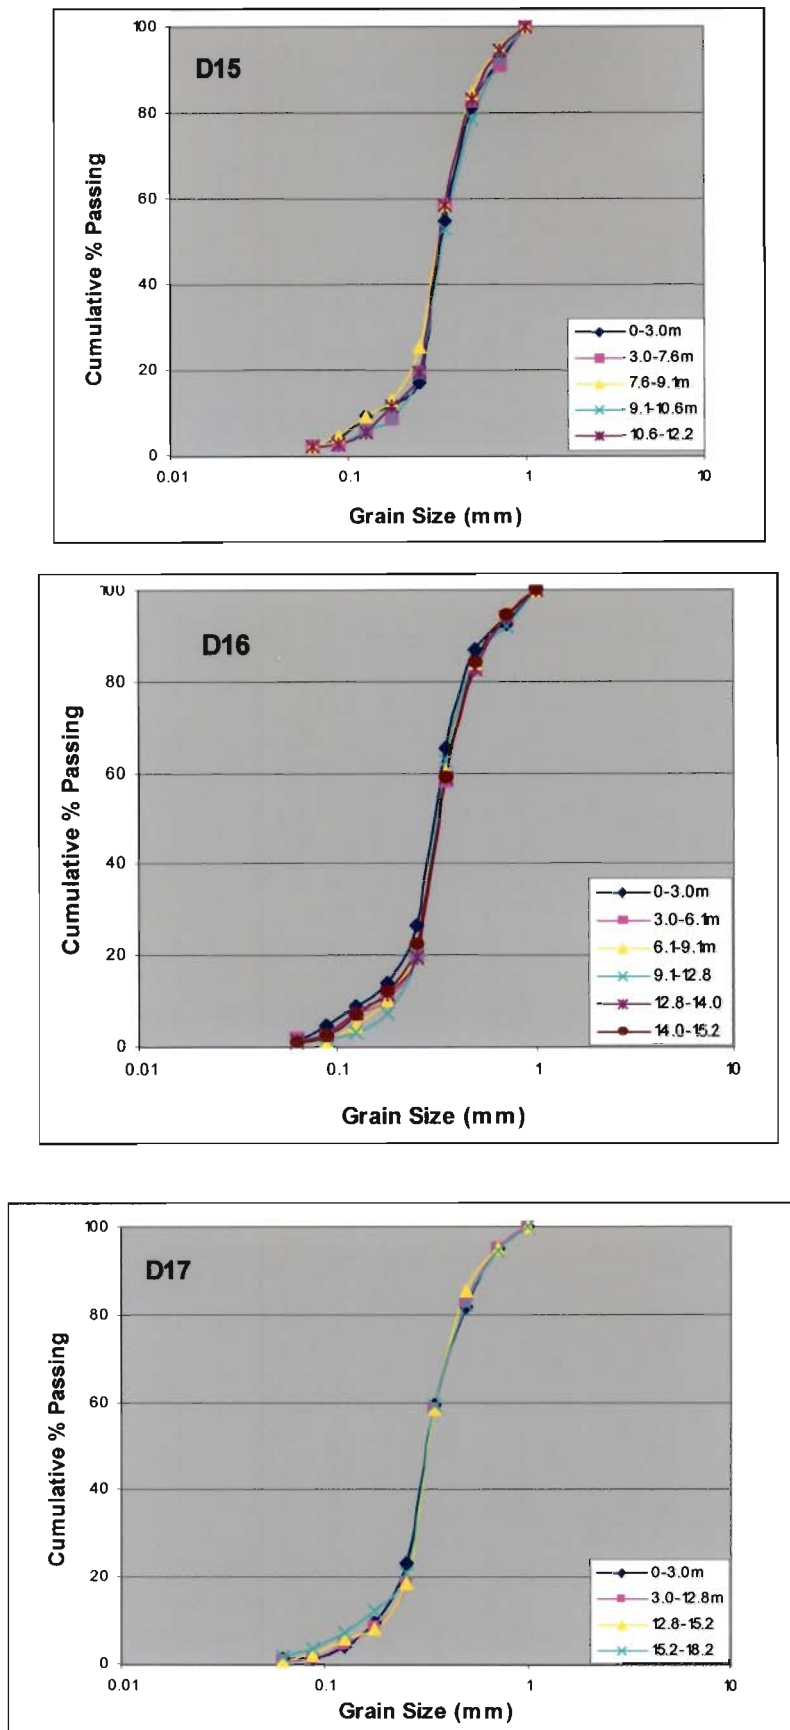 D15
Cumulative % Passing
100
80
60
40
20
0
0.01
0.1
1
10
Grain Size (mm)
0-3.0m
3.0-7.6m
7.6-9.1m
9.1-10.6m
10.6-12.2
D16
Cumulative % Passing
100
80
60
40
20
0
0.01
0.1
1
10
Grain Size (mm)
0-3.0m
3.0-6.1m
6.1-9.1m
9.1-12.8
12.8-14.0
14.0-15.2
D17
Cumulative % Passing
100
80
60
40
20
0
0.01
0.1
1
10
Grain Size (mm)
0-3.0m
3.0-12.8m
12.8-15.2
15.2-18.2